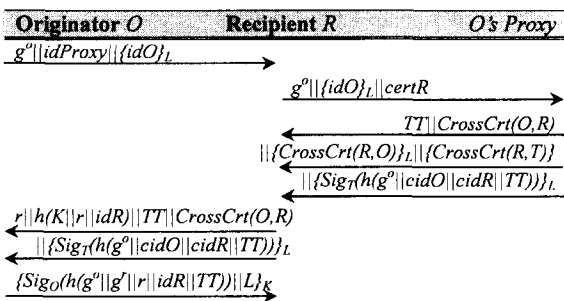 Originator O Recipient R O's Proxy
g^o||idProxy||{idO}_L
g^o||{idO}_L||certR
TT||CrossCrt(O,R)
||{CrossCrt(R,O)}_L||{CrossCrt(R,T)}
||{Sig_T(h(g^o||cidO||cidR||TT))}_L
r||h(K||r||idR)||TT||CrossCrt(O,R)
||{Sig_T(h(g^o||cidO||cidR||TT))}_L
{Sig_O(h(g^o||g^r||r||idR||TT))||L}_K